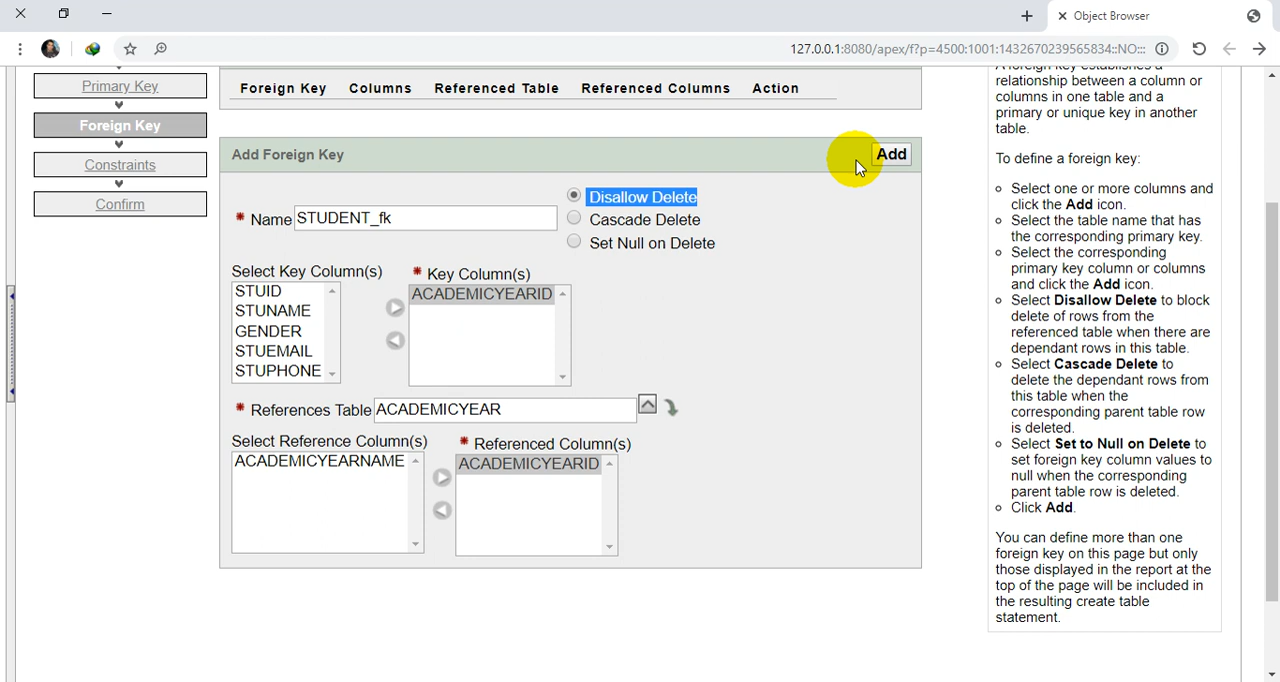 Object Browser
127.0.0.1:8080/apex/f?p=4500:1001:1432670239565834::NO:::
Primary Key
Foreign Key
Constraints
Confirm
Foreign Key Columns Referenced Table Referenced Columns Action
Add Foreign Key
Add
* Name STUDENT_fk
Disallow Delete
Cascade Delete
Set Null on Delete
Select Key Column(s)
STUID
STUNAME
GENDER
STUEMAIL
STUPHONE
* Key Column(s)
ACADEMICYEARID
* References Table ACADEMICYEAR
Select Reference Column(s)
ACADEMICYEARNAME
* Referenced Column(s)
ACADEMICYEARID
A foreign key establishes a
relationship between a column or
columns in one table and a
primary or unique key in another
table.
To define a foreign key:
Select one or more columns and
click the Add icon.
Select the table name that has
the corresponding primary key.
Select the corresponding
primary key column or columns
and click the Add icon.
Select Disallow Delete to block
delete of rows from the
referenced table when there are
dependant rows in this table.
Select Cascade Delete to
delete the dependant rows from
this table when the
corresponding parent table row
is deleted.
Select Set to Null on Delete to
set foreign key column values to
null when the corresponding
parent table row is deleted.
Click Add.
You can define more than one
foreign key on this page but only
those displayed in the report at the
top of the page will be included in
the resulting create table
statement.